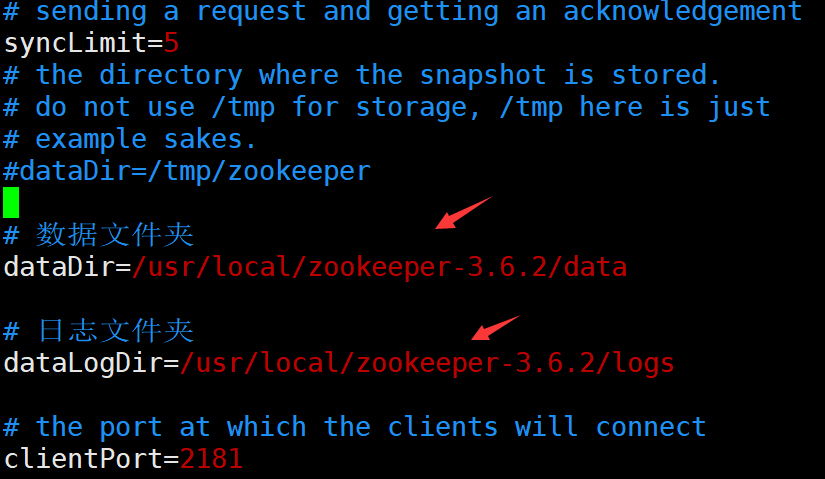 # sending a request and getting an acknowledgement
syncLimit=5
# the directory where the snapshot is stored.
# do not use /tmp for storage, /tmp here is just
# example sakes.
#dataDir=/tmp/zookeeper
# 数据文件夹
dataDir=/usr/local/zookeeper-3.6.2/data
# 日志文件夹
dataLogDir=/usr/local/zookeeper-3.6.2/logs
# the port at which the clients will connect
clientPort=2181